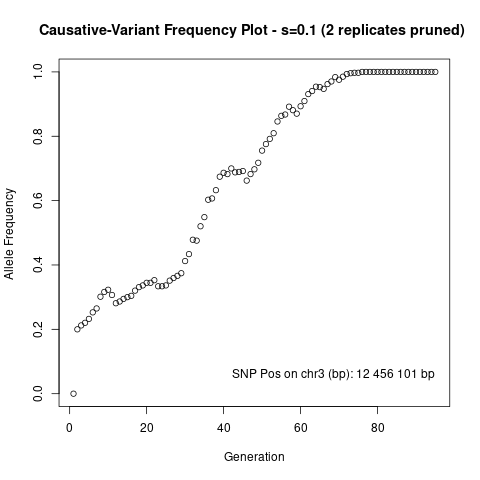 Causative-Variant Frequency Plot - s=0.1 (2 replicates pruned)
Allele Frequency
1.0
0.8
0.6
0.4
0.2
0.0
SNP Pos on chr3 (bp): 12 456 101 bp
0 20 40 60 80
Generation